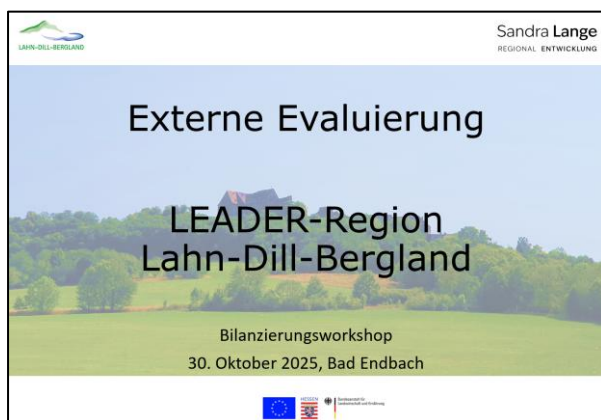 LAHN-DILL-BERGLAND
Sandra Lange
REGIONAL ENTWICKLUNG
Externe Evaluierung
LEADER-Region
Lahn-Dill-Bergland
Bilanzierungsworkshop
30. Oktober 2025, Bad Endbach
HESSEN